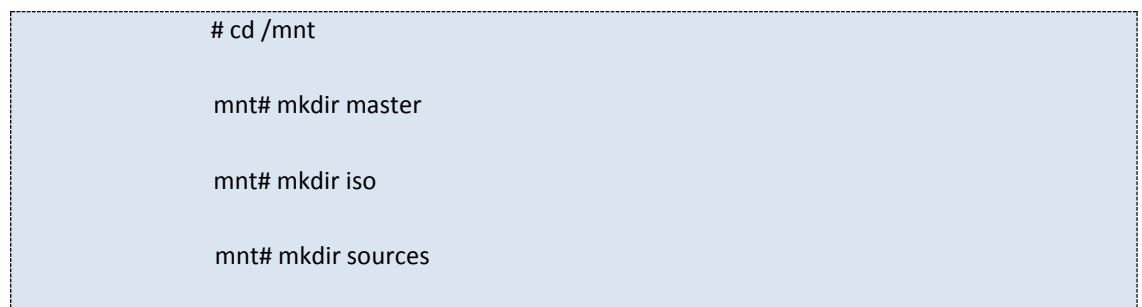 # cd /mnt
mnt# mkdir master
mnt# mkdir iso
mnt# mkdir sources